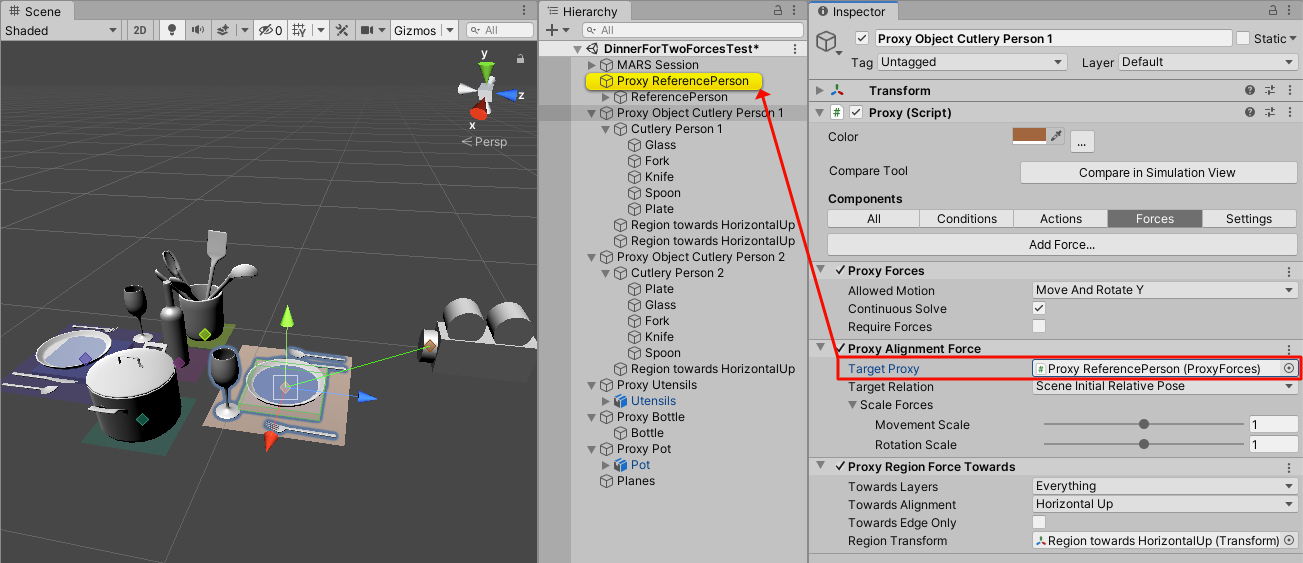 Scene
Shaded
2D
0
Gizmos
All
y
z
x
Persp
Hierarchy
All
DinnerForTwoForcesTest*
MARS Session
Proxy ReferencePerson
ReferencePerson
Proxy Object Cutlery Person 1
Cutlery Person 1
Glass
Fork
Knife
Spoon
Plate
Region towards HorizontalUp
Region towards HorizontalUp
Proxy Object Cutlery Person 2
Cutlery Person 2
Plate
Glass
Fork
Knife
Spoon
Region towards HorizontalUp
Proxy Utensils
Utensils
Proxy Bottle
Bottle
Proxy Pot
Pot
Planes
Inspector
Proxy Object Cutlery Person 1
Static
Tag Untagged Layer Default
Transform
# Proxy (Script)
Color ...
Compare Tool Compare in Simulation View
Components
All Conditions Actions Forces Settings
Add Force...
Proxy Forces
Allowed Motion Move And Rotate Y
Continuous Solve
Require Forces
Proxy Alignment Force
Target Proxy # Proxy ReferencePerson (ProxyForces)
Target Relation Scene Initial Relative Pose
Scale Forces
Movement Scale 1
Rotation Scale 1
Proxy Region Force Towards
Towards Layers Everything
Towards Alignment Horizontal Up
Towards Edge Only
Region Transform Region towards HorizontalUp (Transform)